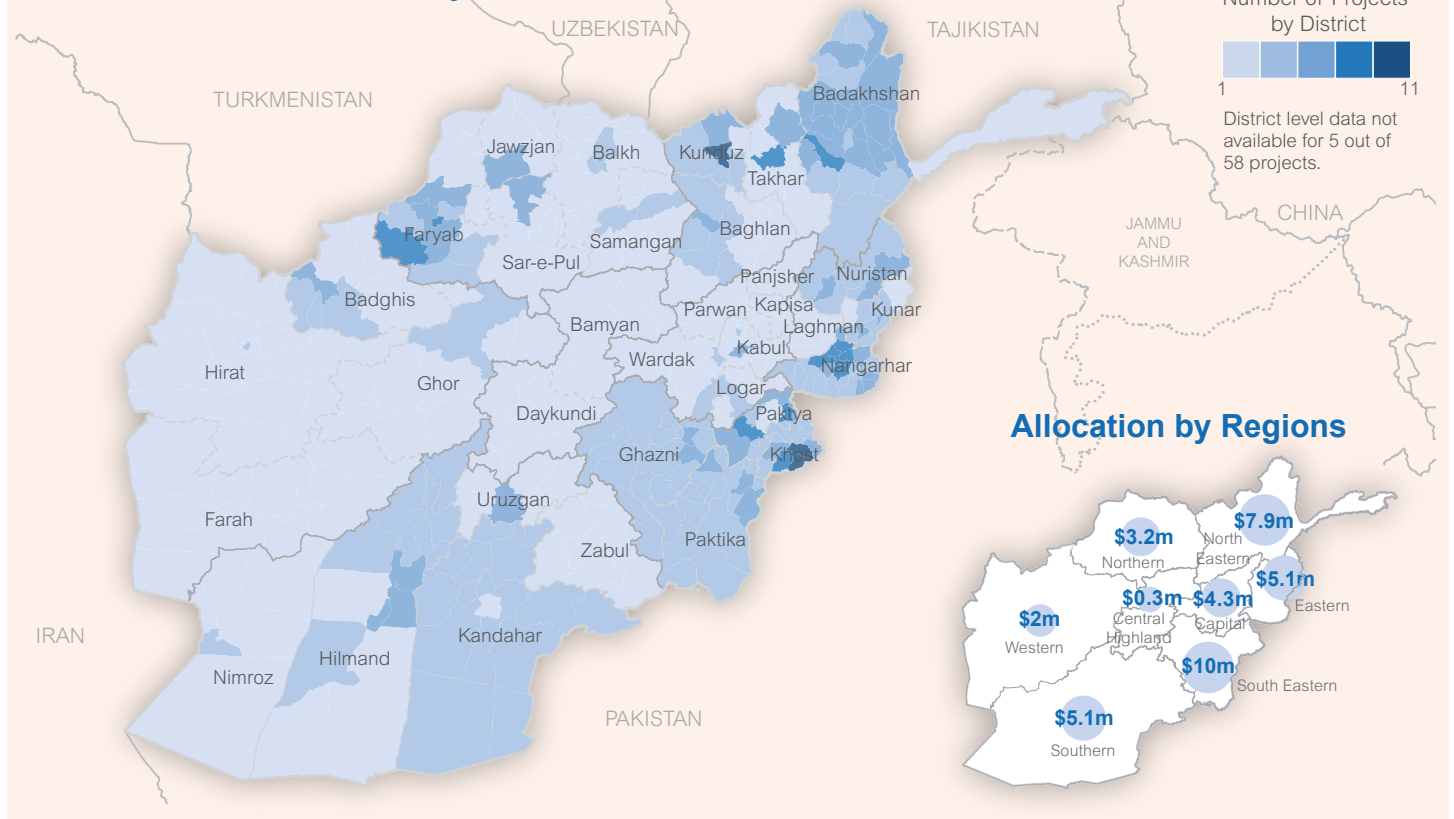 Number of Projects
by District
1
11
District level data not
available for 5 out of
58 projects.
UZBEKISTAN
TAJIKISTAN
TURKMENISTAN
CHINA
JAMMU
AND
KASHMIR
IRAN
PAKISTAN
Badakhshan
Jawzjan
Balkh
Kunduz
Takhar
Faryab
Samangan
Baghlan
Sar-e-Pul
Panjsher
Nuristan
Badghis
Parwan
Kapisa
Kunar
Bamyan
Laghman
Kabul
Wardak
Nangarhar
Hirat
Ghor
Logar
Daykundi
Paktya
Ghazni
Khost
Uruzgan
Farah
Zabul
Paktika
Kandahar
Hilmand
Nimroz
Allocation by Regions
$7.9m
North
Eastern
$3.2m
Northern
$5.1m
Eastern
$0.3m
Central
Highland
$4.3m
Capital
$2m
Western
$10m
South Eastern
$5.1m
Southern